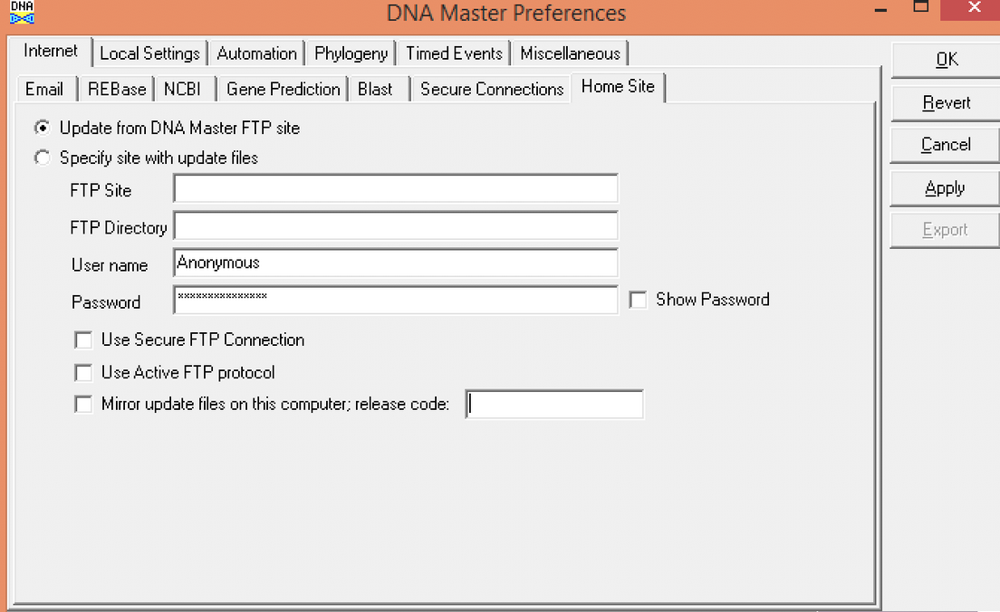 DNA
DNA Master Preferences
Internet Local Settings Automation Phylogeny Timed Events Miscellaneous
Email REBase NCBI Gene Prediction Blast Secure Connections Home Site
Update from DNA Master FTP site
Specify site with update files
FTP Site
FTP Directory
User name Anonymous
Password ***************
Show Password
Use Secure FTP Connection
Use Active FTP protocol
Mirror update files on this computer; release code:
OK
Revert
Cancel
Apply
Export